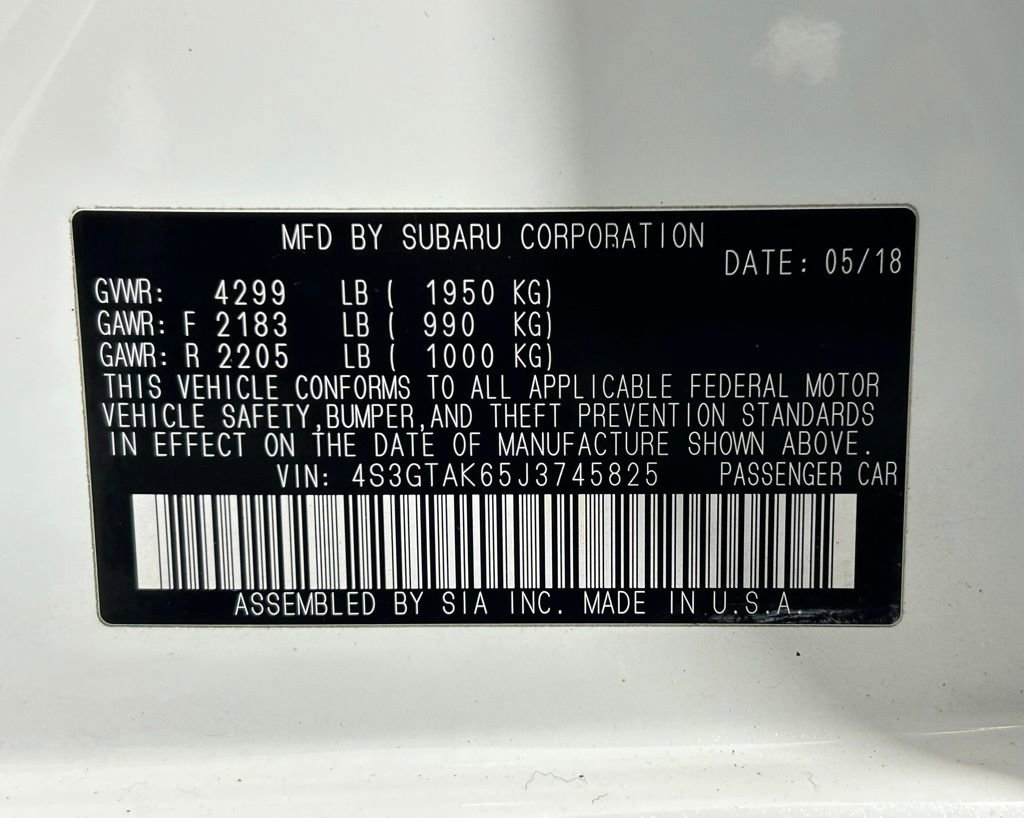 MFD BY SUBARU CORPORATION
DATE: 05/18
GVWR: 4299 LB ( 1950 KG)
GAWR: F 2183 LB ( 990 KG)
GAWR: R 2205 LB ( 1000 KG)
THIS VEHICLE CONFORMS TO ALL APPLICABLE FEDERAL MOTOR
VEHICLE SAFETY,BUMPER,AND THEFT PREVENTION STANDARDS
IN EFFECT ON THE DATE OF MANUFACTURE SHOWN ABOVE.
VIN: 4S3GTAK65J3745825 PASSENGER CAR
ASSEMBLED BY SIA INC. MADE IN U.S.A.